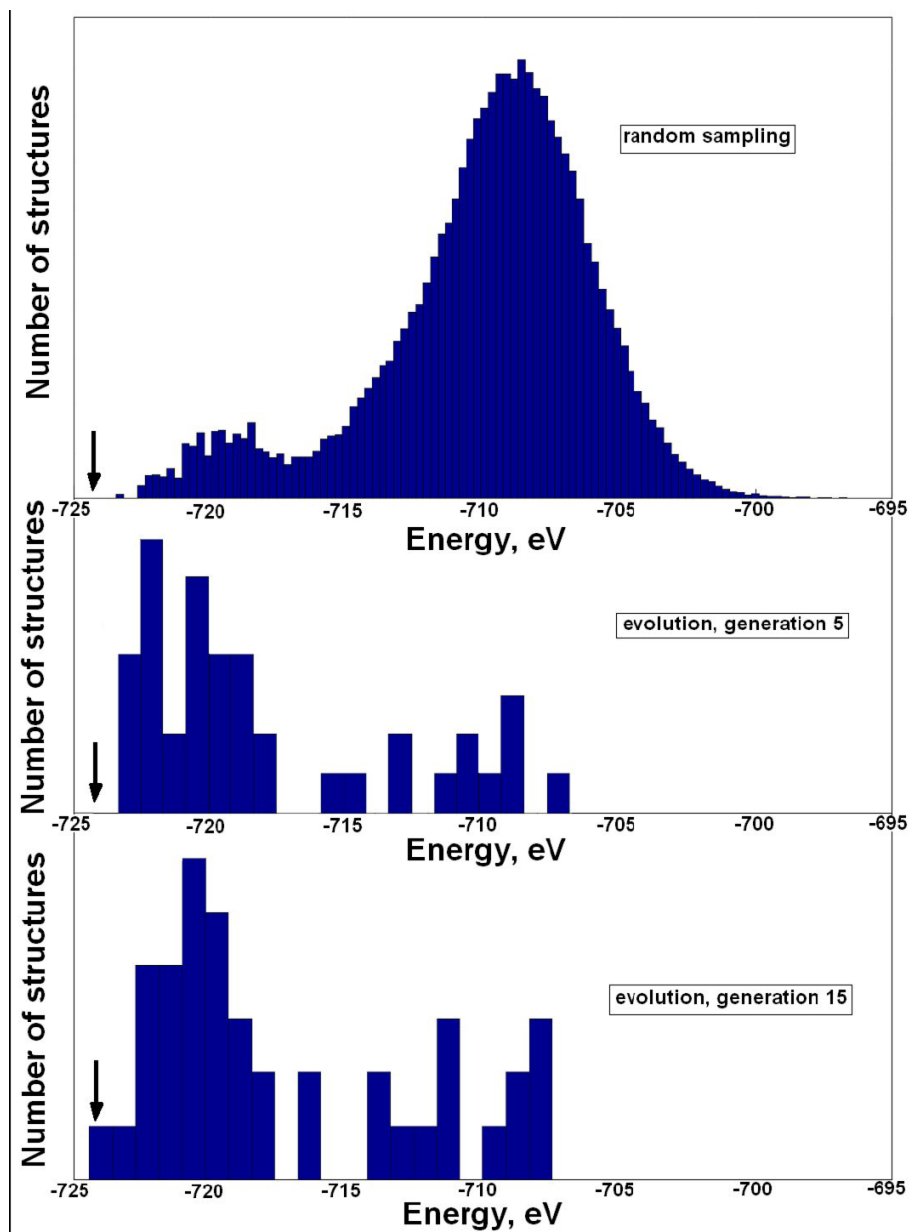 Number of structures
random sampling
-725 -720 -715 -710 -705 -700 -695
Energy, eV
Number of structures
evolution, generation 5
-725 -720 -715 -710 -705 -700 -695
Energy, eV
Number of structures
evolution, generation 15
-725 -720 -715 -710 -705 -700 -695
Energy, eV